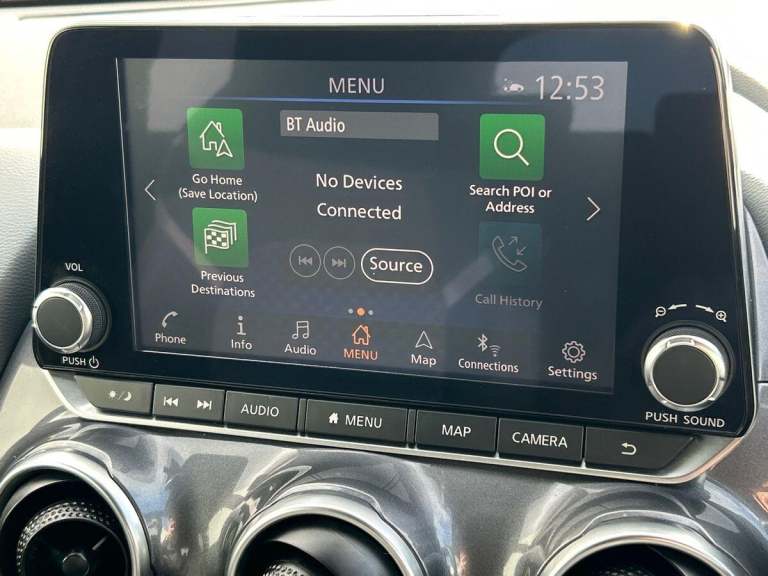 MENU
12:53
BT Audio
Go Home
(Save Location)
No Devices
Connected
Search POI or
Address
Previous
Destinations
Source
Call History
Phone
Info
Audio
MENU
Map
Connections
Settings
VOL
PUSH
PUSH SOUND
AUDIO
MENU
MAP
CAMERA